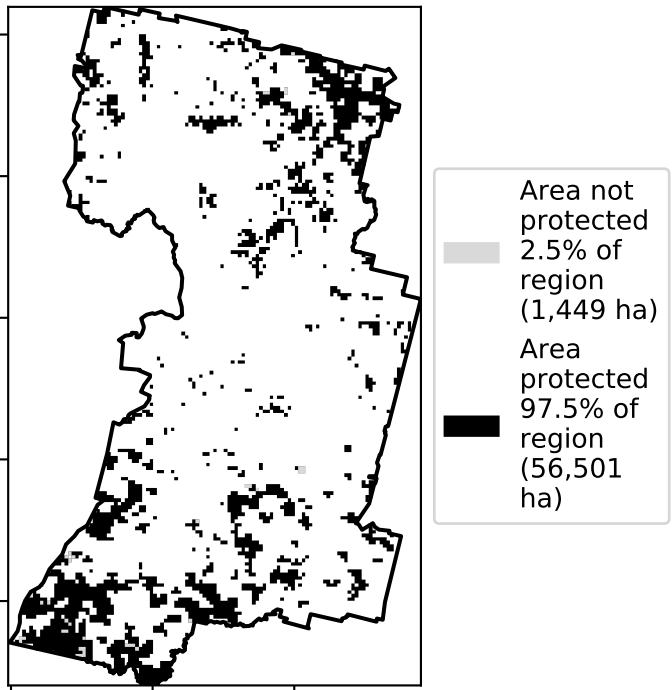 Area not
protected
2.5% of
region
(1,449 ha)
Area
protected
97.5% of
region
(56,501
ha)